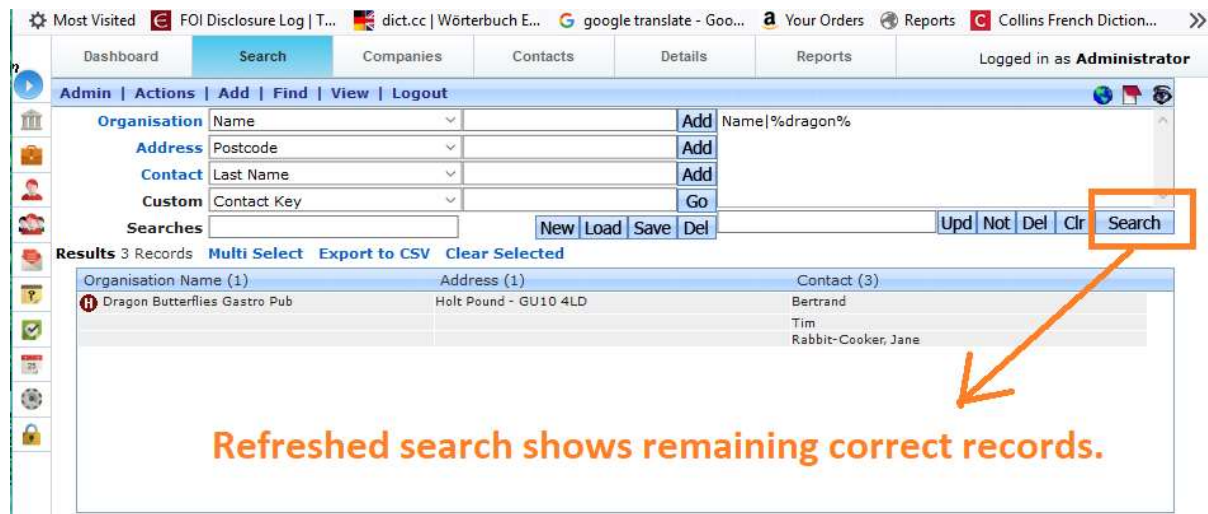 Most Visited FOI Disclosure Log | T... dict.cc | Wörterbuch E... google translate - Goo... Your Orders Reports Collins French Diction...
Dashboard Search Companies Contacts Details Reports Logged in as Administrator
Admin | Actions | Add | Find | View | Logout
Organisation Name Add Name|%dragon%
Address Postcode Add
Contact Last Name Add
Custom Contact Key Go
Searches New Load Save Del Upd Not Del Clr Search
Results 3 Records Multi Select Export to CSV Clear Selected
Organisation Name (1) Address (1) Contact (3)
H Dragon Butterflies Gastro Pub Holt Pound - GU10 4LD Bertrand
Tim
Rabbit-Cooker, Jane
Refreshed search shows remaining correct records.